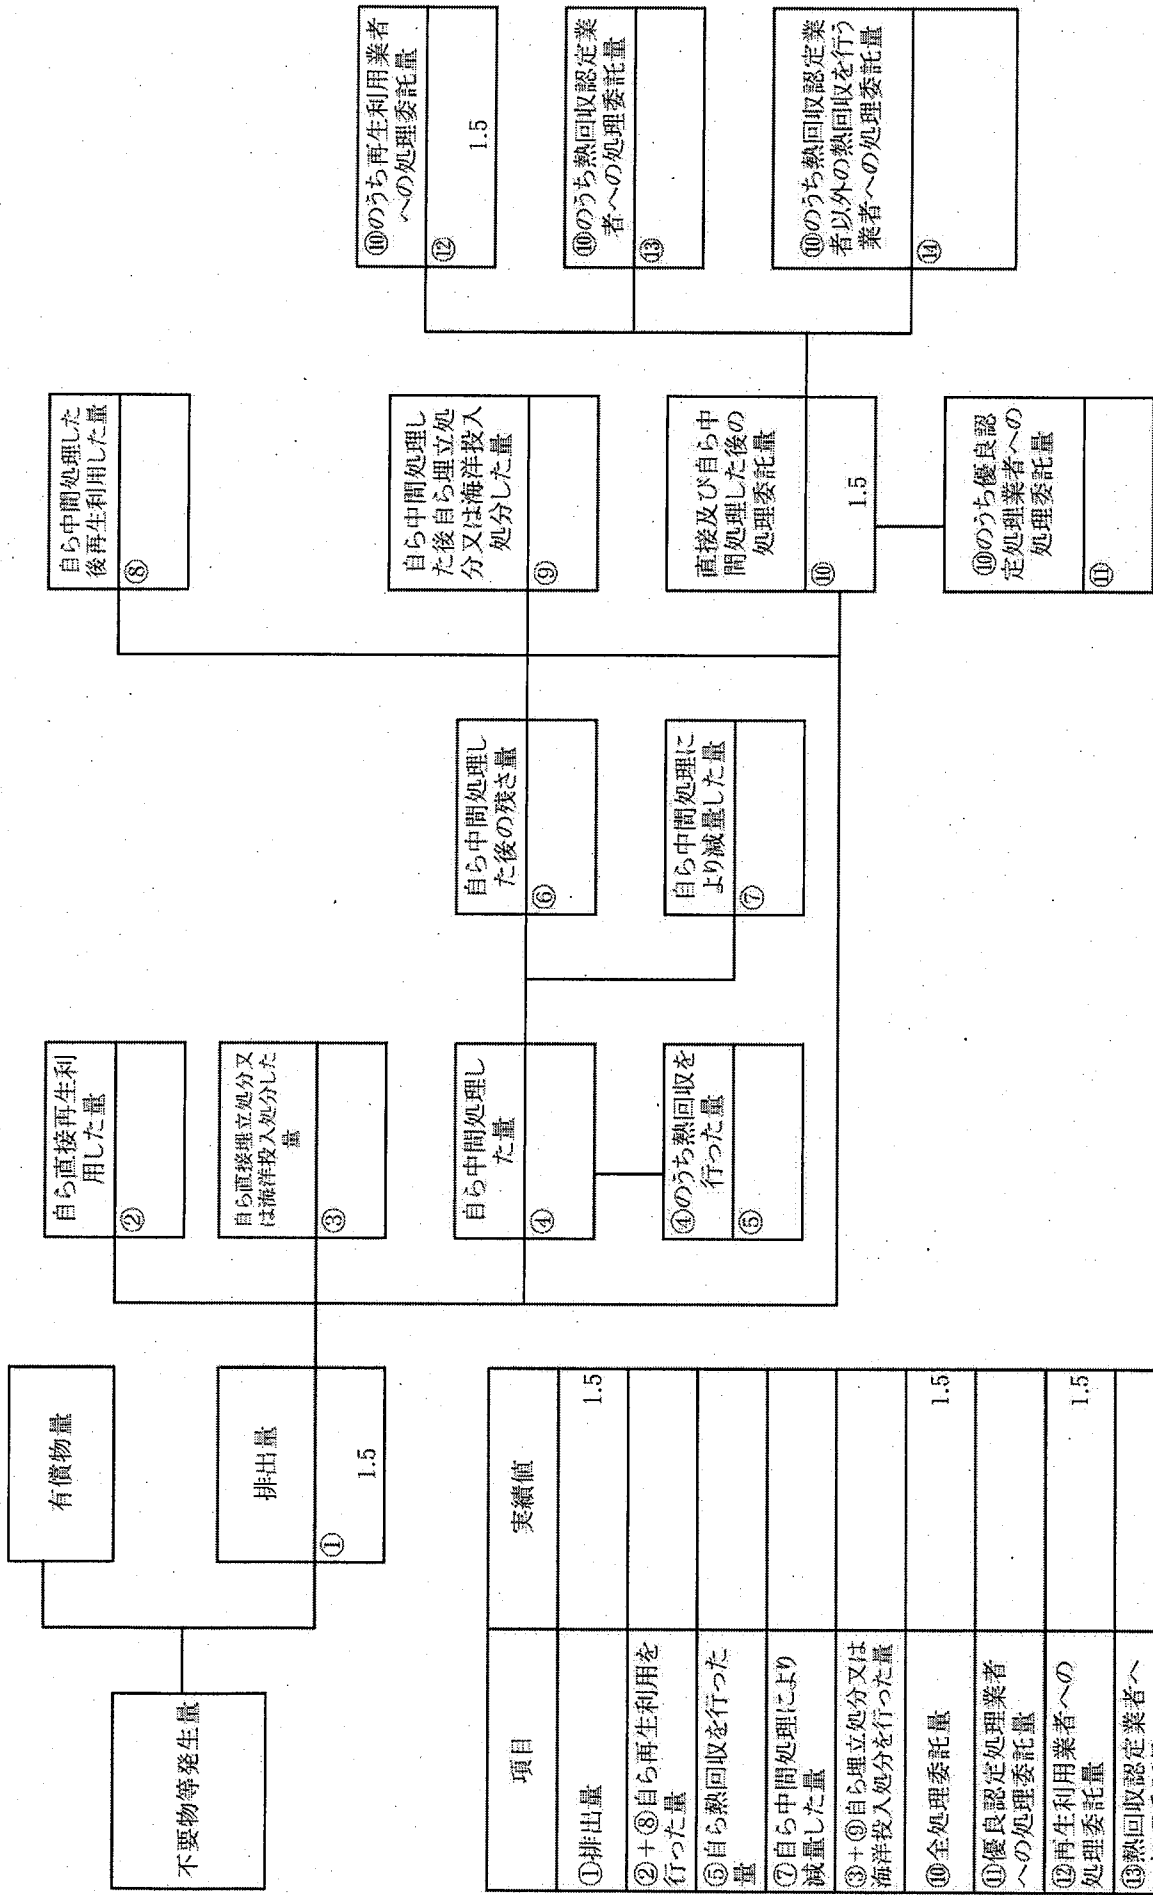 不要物等発生量
有償物量
排出量
①
1.5
自ら直接再生利
用した量
②
自ら直接埋立処分又
は海洋投入処分した
量
③
自ら中間処理し
た量
④
④のうち熱回収を
行った量
⑤
自ら中間処理し
た後の残さ量
⑥
自ら中間処理に
より減量した量
⑦
自ら中間処理した
後再生利用した量
⑧
自ら中間処理し
た後自ら埋立処
分又は海洋投入
処分した量
⑨
直接及び自ら中
間処理した後の
処理委託量
⑩
1.5
⑩のうち優良認
定処理業者への
処理委託量
⑪
⑩のうち再生利用業者
への処理委託量
⑫
1.5
⑩のうち熱回収認定業
者への処理委託量
⑬
⑩のうち熱回収認定業
者以外の熱回収を行う
業者への処理委託量
⑭
項目
実績値
①排出量
1.5
②+⑧自ら再生利用を
行った量
⑤自ら熱回収を行った
量
⑦自ら中間処理により
減量した量
③+⑨自ら埋立処分又は
海洋投入処分を行った量
⑩全処理委託量
1.5
⑪優良認定処理業者
への処理委託量
⑫再生利用業者への
処理委託量
1.5
⑬熱回収認定業者へ